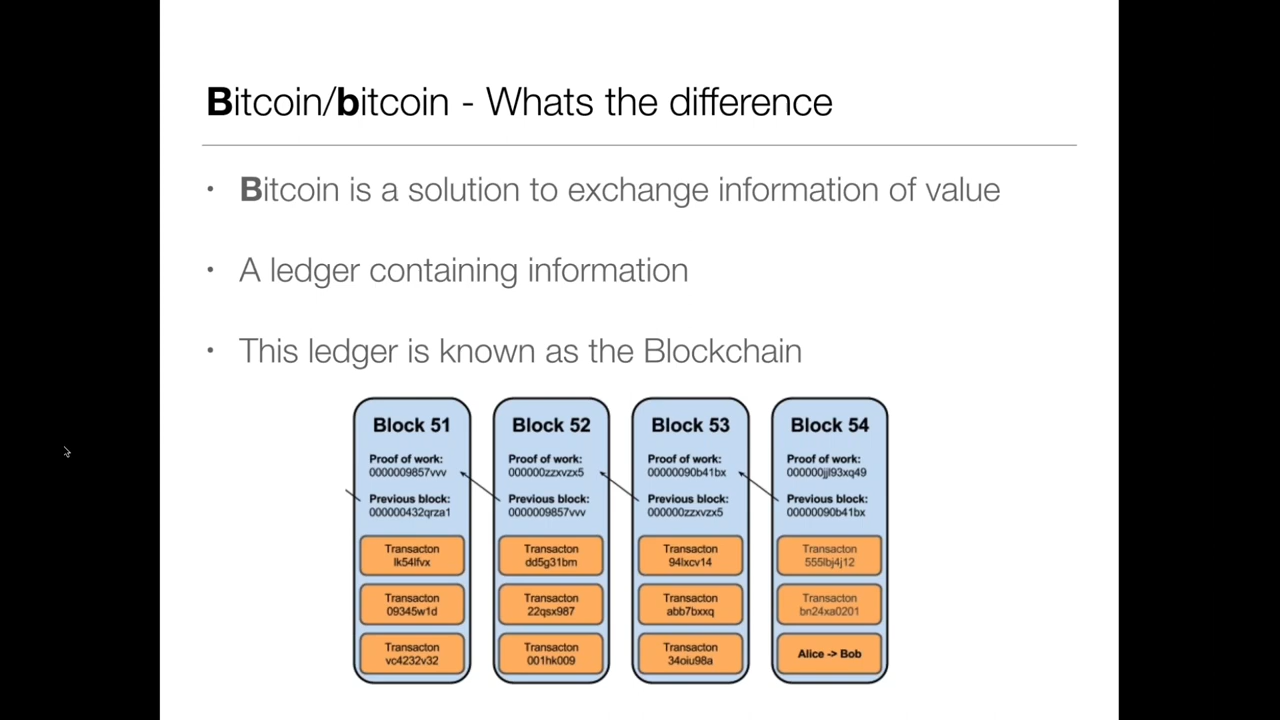 Bitcoin/bitcoin - Whats the difference
• Bitcoin is a solution to exchange information of value
• A ledger containing information
• This ledger is known as the Blockchain
Block 51
Proof of work:
0000009857vvv
Previous block:
000000432qrza1
Transacton
lk54lfvx
Transacton
09345w1d
Transacton
vc4232v32
Block 52
Proof of work:
000000zzxvzx5
Previous block:
0000009857vvv
Transacton
dd5g31bm
Transacton
22qsx987
Transacton
001hk009
Block 53
Proof of work:
00000090b41bx
Previous block:
000000zzxvzx5
Transacton
94lxcv14
Transacton
abb7bxxq
Transacton
34oiu98a
Block 54
Proof of work:
000000jjl93xq49
Previous block:
00000090b41bx
Transacton
555lbj4j12
Transacton
bn24xa0201
Alice -> Bob